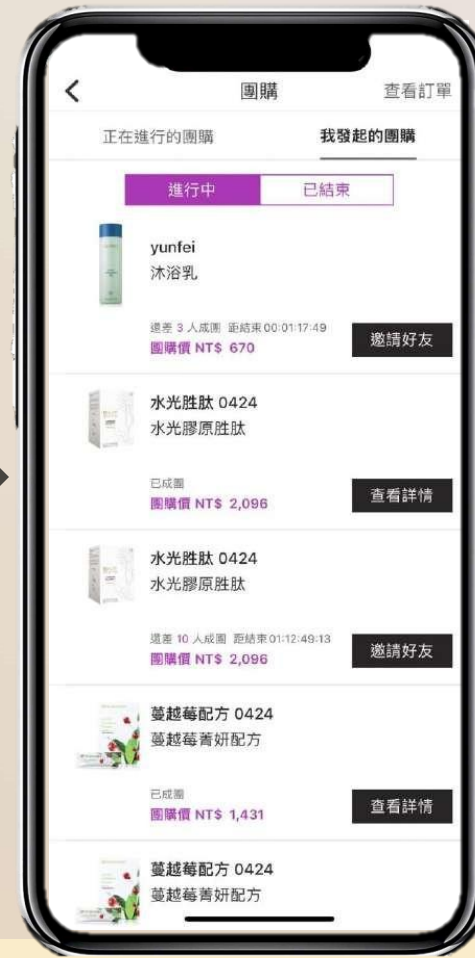 團購
查看訂單
正在進行的團購
我發起的團購
進行中
已結束
yunfei
沐浴乳
還差 3 人成團 距結束 00:01:17:49
團購價 NT$ 670
邀請好友
水光胜肽 0424
水光膠原胜肽
已成團
團購價 NT$ 2,096
查看詳情
水光胜肽 0424
水光膠原胜肽
還差 10 人成團 距結束 01:12:49:13
團購價 NT$ 2,096
邀請好友
蔓越莓配方 0424
蔓越莓菁妍配方
已成團
團購價 NT$ 1,431
查看詳情
蔓越莓配方 0424
蔓越莓菁妍配方